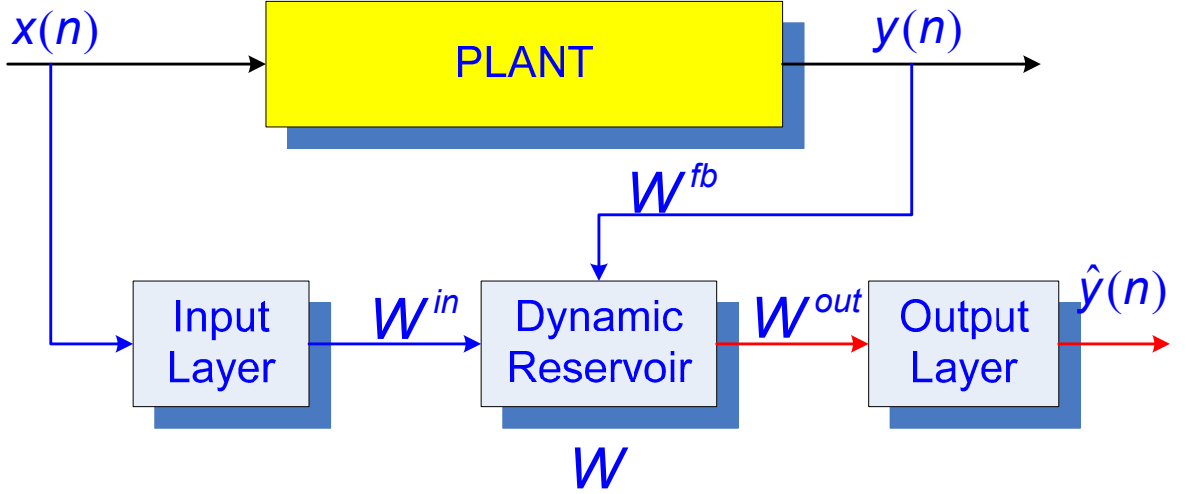 x(n)
PLANT
y(n)
W^fb
Input
Layer
W^in
Dynamic
Reservoir
W^out
Output
Layer
ŷ(n)
W